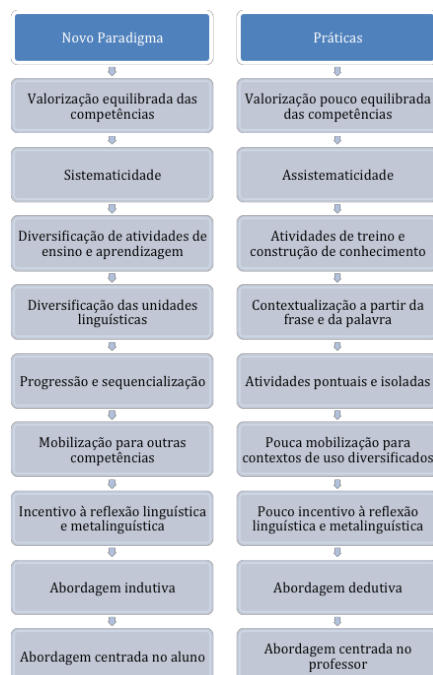 Novo Paradigma
Valorização equilibrada das
competências
Sistematicidade
Diversificação de atividades de
ensino e aprendizagem
Diversificação das unidades
linguísticas
Progressão e sequencialização
Mobilização para outras
competências
Incentivo à reflexão linguística
e metalinguística
Abordagem indutiva
Abordagem centrada no aluno
Práticas
Valorização pouco equilibrada
das competências
Assistematicidade
Atividades de treino e
construção de conhecimento
Contextualização a partir da
frase e da palavra
Atividades pontuais e isoladas
Pouca mobilização para
contextos de uso diversificados
Pouco incentivo à reflexão
linguística e metalinguística
Abordagem dedutiva
Abordagem centrada no
professor